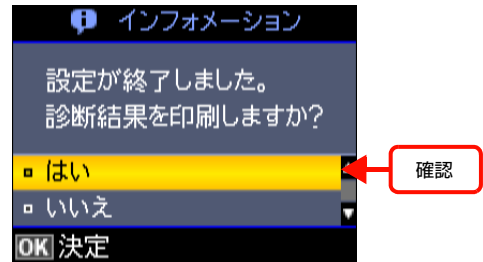 インフォメーション
設定が終了しました。
診断結果を印刷しますか?
はい
確認
いいえ
OK 決定